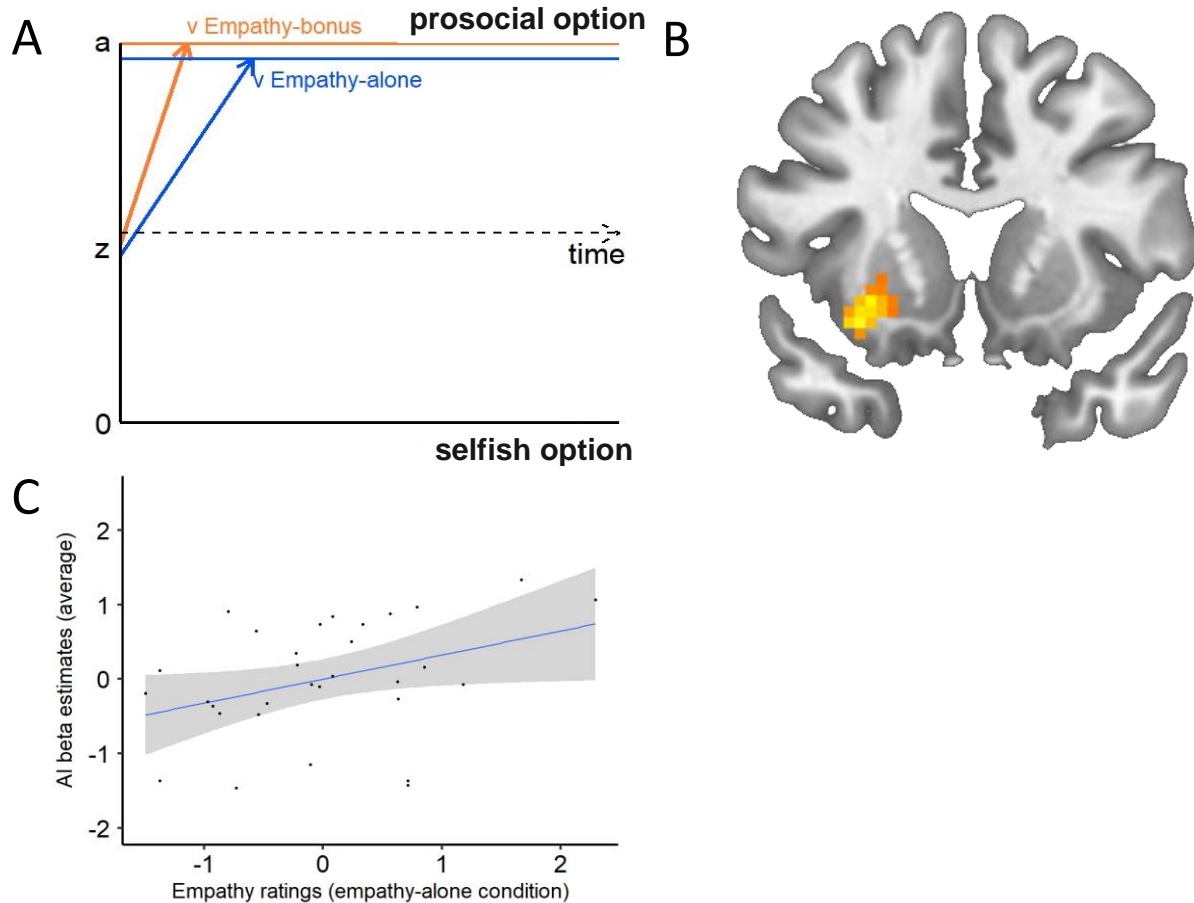 A
prosocial option
B
a
v Empathy-bonus
v Empathy-alone
z
time
0
selfish option
C
AI beta estimates (average)
2
1
0
-1
-2
-1 0 1 2
Empathy ratings (empathy-alone condition)